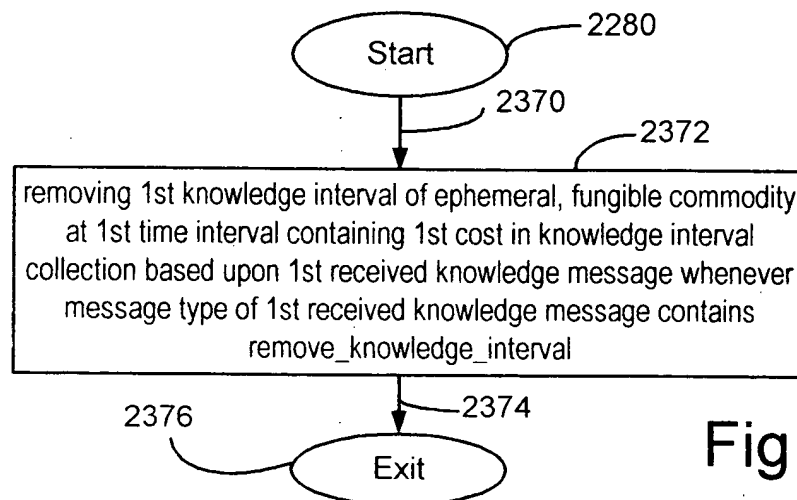 Start
2280
2370
2372
removing 1st knowledge interval of ephemeral, fungible commodity
at 1st time interval containing 1st cost in knowledge interval
collection based upon 1st received knowledge message whenever
message type of 1st received knowledge message contains
remove_knowledge_interval
2376
2374
Exit
Fig